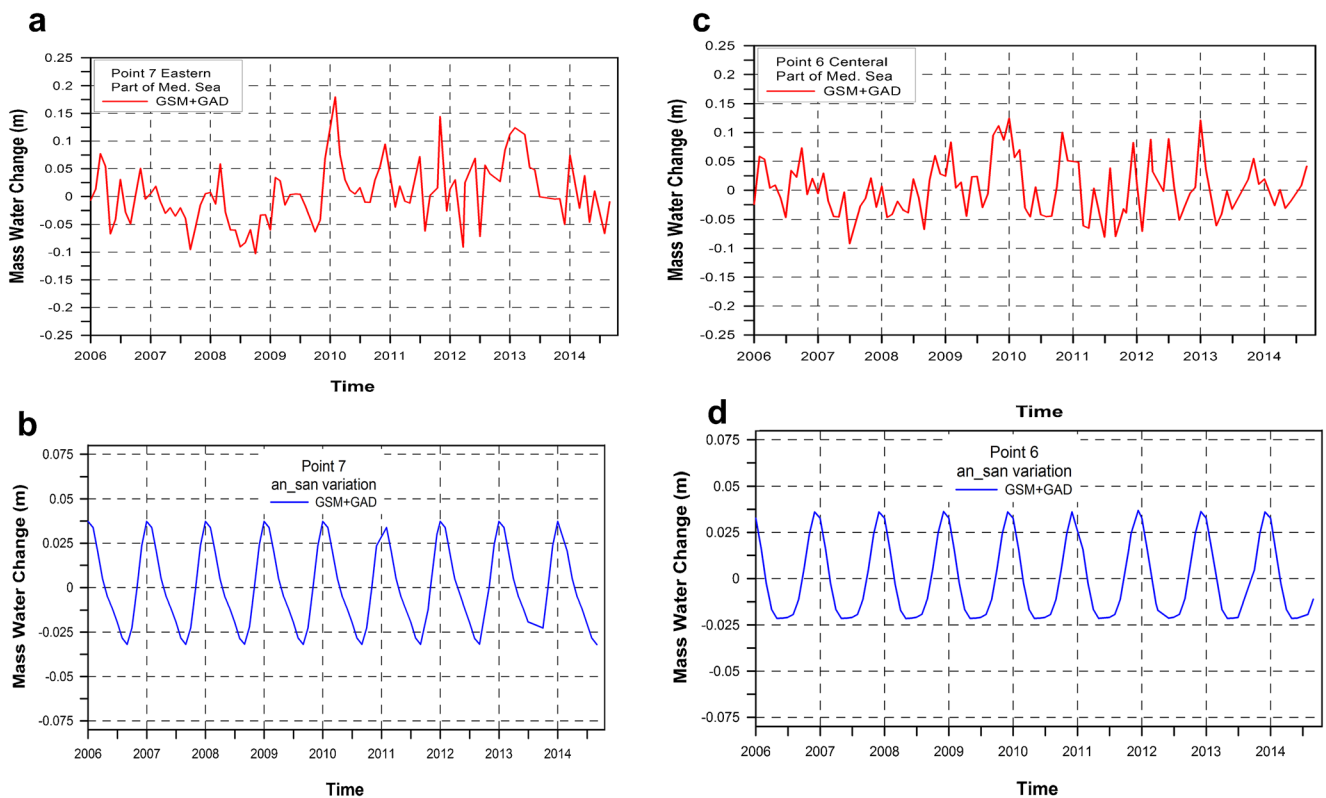 a
0.25
0.2
0.15
0.1
0.05
0
-0.05
-0.1
-0.15
-0.2
-0.25
Mass Water Change (m)
Point 7 Eastern
Part of Med. Sea
GSM+GAD
2006 2007 2008 2009 2010 2011 2012 2013 2014
Time
c
0.25
0.2
0.15
0.1
0.05
0
-0.05
-0.1
-0.15
-0.2
-0.25
Mass Water Change (m)
Point 6 Centeral
Part of Med. Sea
GSM+GAD
2006 2007 2008 2009 2010 2011 2012 2013 2014
Time
b
0.075
0.05
0.025
0
-0.025
-0.05
-0.075
Mass Water Change (m)
Point 7
an_san variation
GSM+GAD
2006 2007 2008 2009 2010 2011 2012 2013 2014
Time
d
0.075
0.05
0.025
0
-0.025
-0.05
-0.075
Mass Water Change (m)
Point 6
an_san variation
GSM+GAD
2006 2007 2008 2009 2010 2011 2012 2013 2014
Time